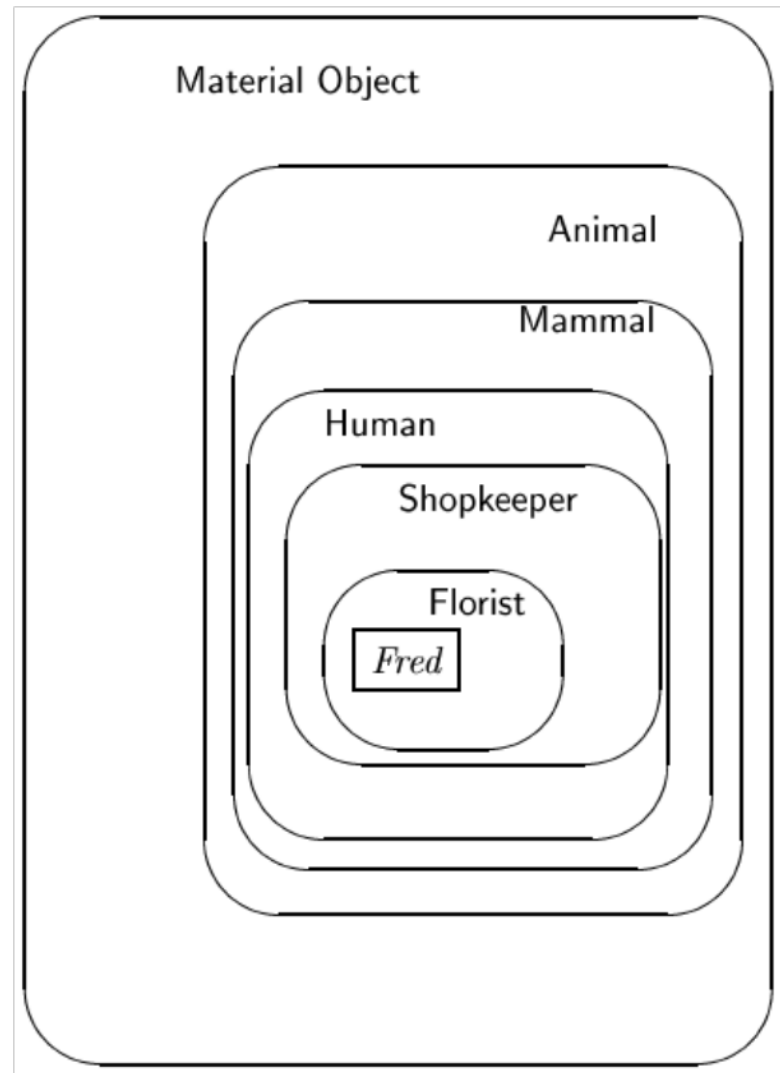 Material Object
Animal
Mammal
Human
Shopkeeper
Florist
Fred